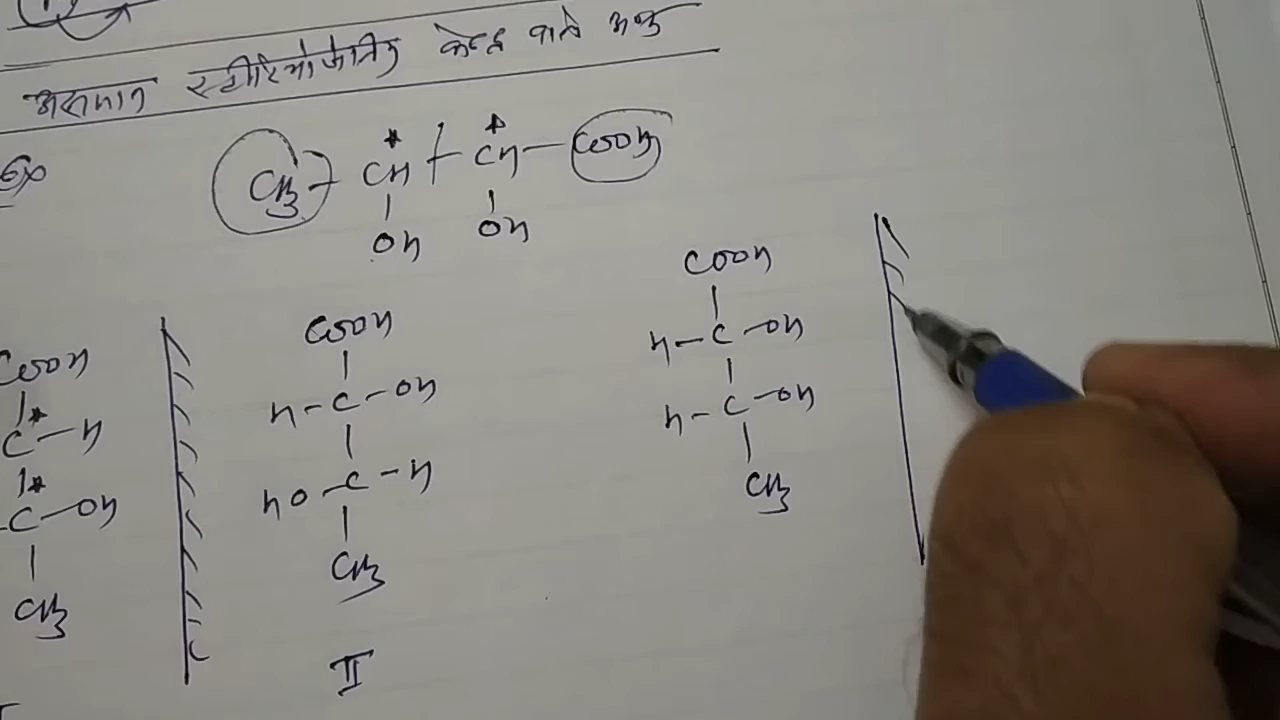 असमान स्टीरियोजेनिक केन्द्र वाले अणु
Ex
CH3 - CH* - CH* - COOH
OH OH
COOH
C* - H
C* - OH
CH3
I
COOH
H - C - OH
HO - C - H
CH3
II
COOH
H - C - OH
H - C - OH
CH3